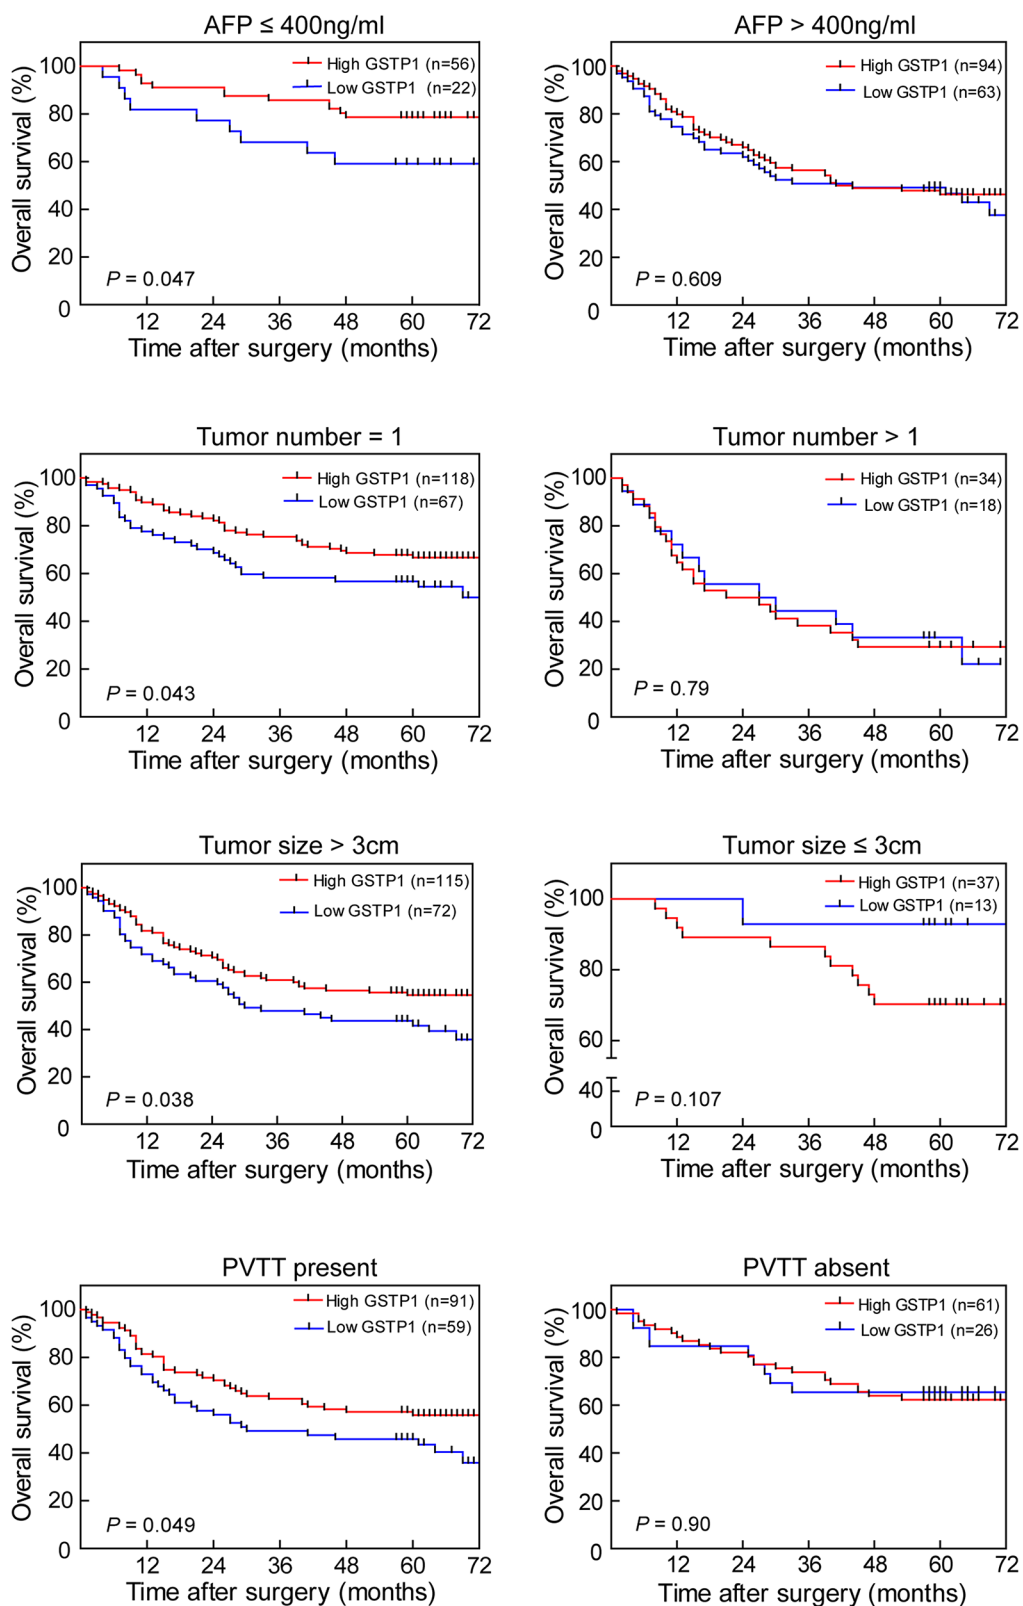 AFP ≤ 400ng/ml
High GSTP1 (n=56)
Low GSTP1 (n=22)
Overall survival (%)
100
80
60
40
20
0
P = 0.047
12 24 36 48 60 72
Time after surgery (months)
AFP > 400ng/ml
High GSTP1 (n=94)
Low GSTP1 (n=63)
Overall survival (%)
100
80
60
40
20
0
P = 0.609
12 24 36 48 60 72
Time after surgery (months)
Tumor number = 1
High GSTP1 (n=118)
Low GSTP1 (n=67)
Overall survival (%)
100
80
60
40
20
0
P = 0.043
12 24 36 48 60 72
Time after surgery (months)
Tumor number > 1
High GSTP1 (n=34)
Low GSTP1 (n=18)
Overall survival (%)
100
80
60
40
20
0
P = 0.79
12 24 36 48 60 72
Time after surgery (months)
Tumor size > 3cm
High GSTP1 (n=115)
Low GSTP1 (n=72)
Overall survival (%)
100
80
60
40
20
0
P = 0.038
12 24 36 48 60 72
Time after surgery (months)
Tumor size ≤ 3cm
High GSTP1 (n=37)
Low GSTP1 (n=13)
Overall survival (%)
100
80
60
40
0
P = 0.107
12 24 36 48 60 72
Time after surgery (months)
PVTT present
High GSTP1 (n=91)
Low GSTP1 (n=59)
Overall survival (%)
100
80
60
40
20
0
P = 0.049
12 24 36 48 60 72
Time after surgery (months)
PVTT absent
High GSTP1 (n=61)
Low GSTP1 (n=26)
Overall survival (%)
100
80
60
40
20
0
P = 0.90
12 24 36 48 60 72
Time after surgery (months)